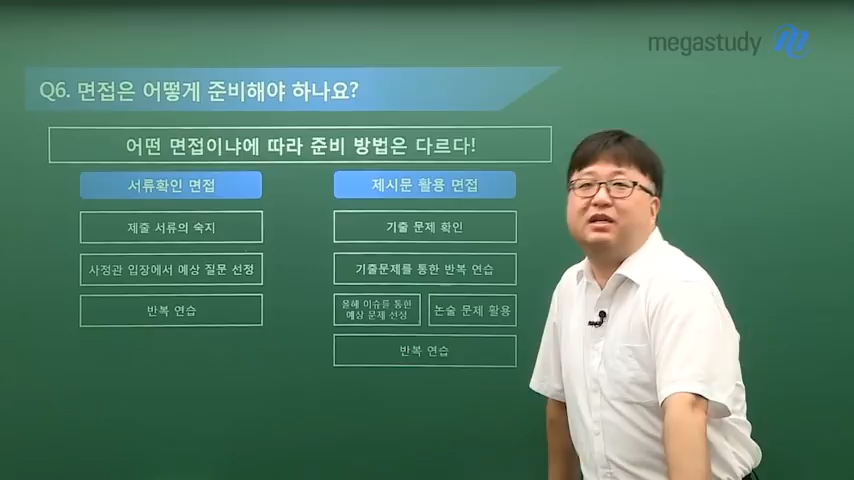 megastudy
Q6. 면접은 어떻게 준비해야 하나요?
어떤 면접이냐에 따라 준비 방법은 다르다!
서류확인 면접
제출 서류의 숙지
사정관 입장에서 예상 질문 선정
반복 연습
제시문 활용 면접
기출 문제 확인
기출문제를 통한 반복 연습
올해 이슈를 통한
예상 문제 선정
논술 문제 활용
반복 연습